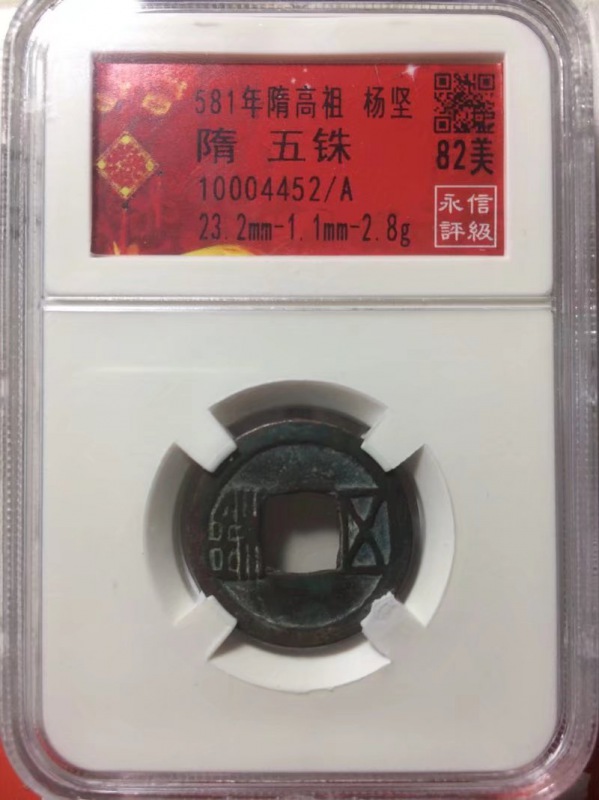 581年隋高祖 杨坚
隋 五铢
82美
10004452/A
23.2mm-1.1mm-2.8g
永信
評級
五